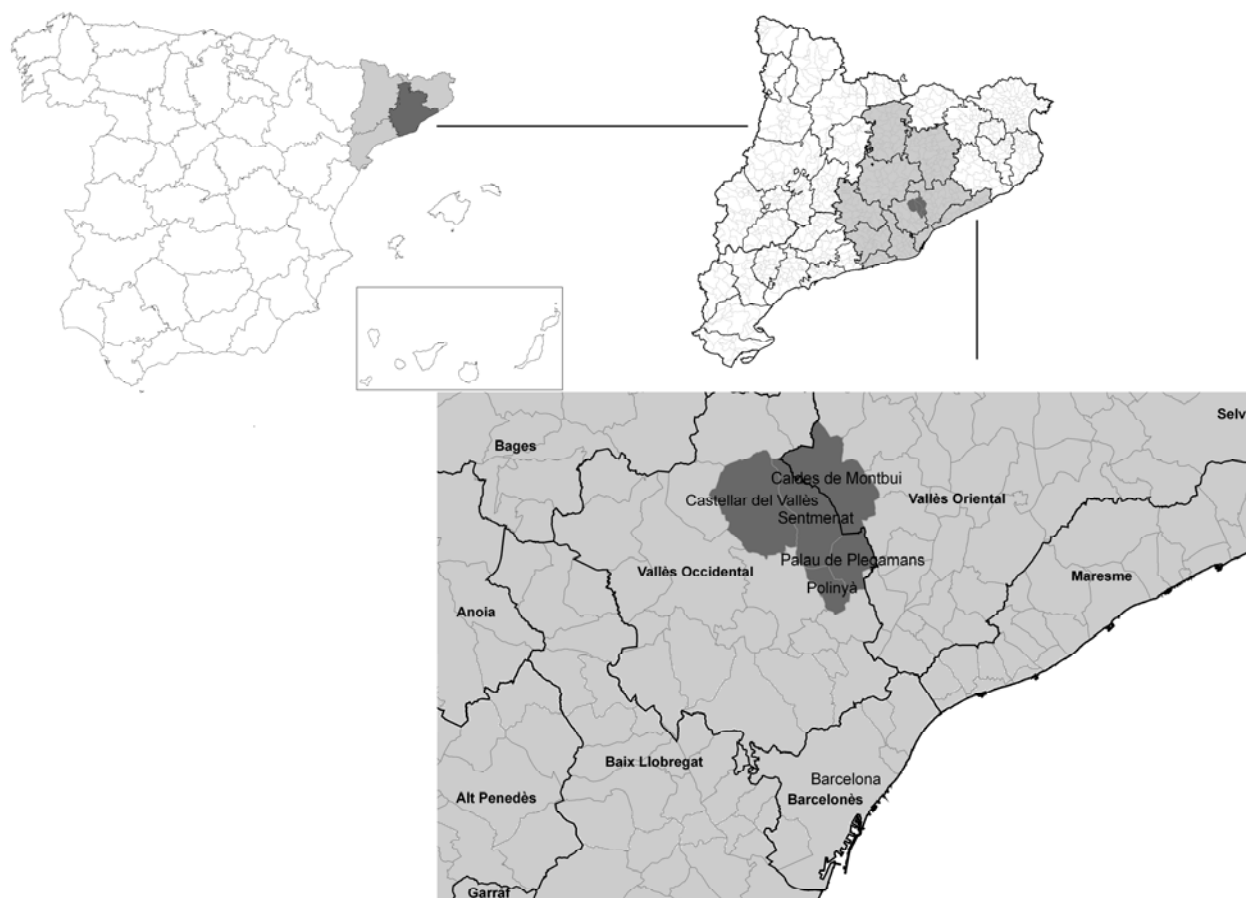 Selv
Bages
Caldes de Montbui
Castellar del Vallès
Vallès Oriental
Sentmenat
Palau de Plegamans
Vallès Occidental
Maresme
Polinyà
Anoia
Baix Llobregat
Barcelona
Alt Penedès
Barcelonès
Garraf